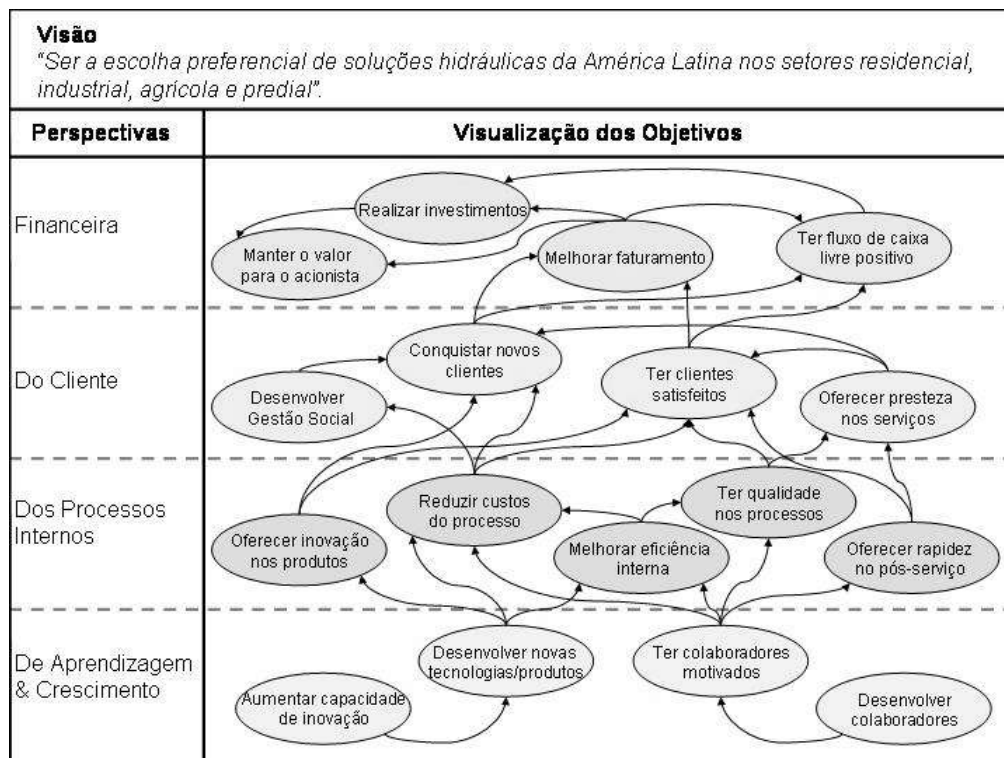 Visão
“Ser a escolha preferencial de soluções hidráulicas da América Latina nos setores residencial,
industrial, agrícola e predial”.
Perspectivas
Visualização dos Objetivos
Financeira
Realizar investimentos
Manter o valor
para o acionista
Melhorar faturamento
Ter fluxo de caixa
livre positivo
Do Cliente
Conquistar novos
clientes
Desenvolver
Gestão Social
Ter clientes
satisfeitos
Oferecer presteza
nos serviços
Dos Processos
Internos
Reduzir custos
do processo
Ter qualidade
nos processos
Oferecer inovação
nos produtos
Melhorar eficiência
interna
Oferecer rapidez
no pós-serviço
De Aprendizagem
& Crescimento
Desenvolver novas
tecnologias/produtos
Ter colaboradores
motivados
Aumentar capacidade
de inovação
Desenvolver
colaboradores